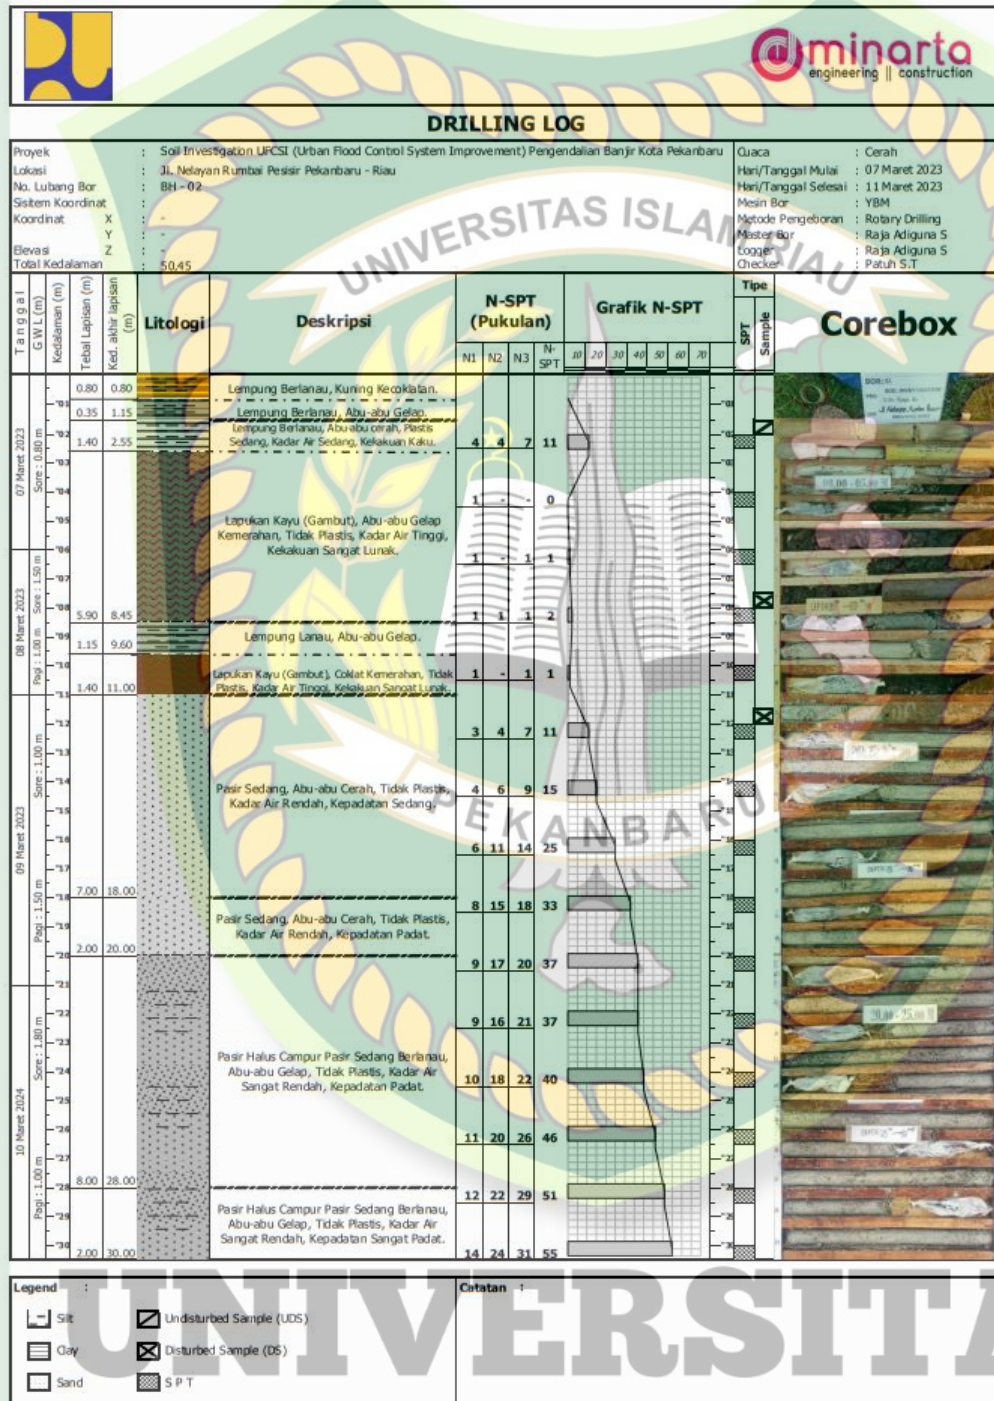 minarta
engineering || construction
DRILLING LOG
Proyek : Soil Investigation UFCSI (Urban Flood Control System Improvement) Pengendalian Banjir Kota Pekanbaru
Lokasi : Jl. Nelayan Rumbai Pesisir Pekanbaru - Riau
No. Lubang Bor : BH - 02
Sisitem Koordinat :
Koordinat X : -
Y : -
Elevasi Z : -
Total Kedalaman : 50,45
Cuaca : Cerah
Hari/Tanggal Mulai : 07 Maret 2023
Hari/Tanggal Selesai : 11 Maret 2023
Mesin Bor : YBM
Metode Pengeboran : Rotary Drilling
Master Bor : Raja Adiguna S
Logger : Raja Adiguna S
Checker : Patuh S.T
UNIVERSITAS ISLAM RIAU
PEKANBARU
Tanggal
GWL (m)
Kedalaman (m)
Tebal Lapisan (m)
Ked. akhir lapisan (m)
Litologi
Deskripsi
N-SPT
(Pukulan)
N1 N2 N3 N-SPT
Grafik N-SPT
10 20 30 40 50 60 70
Tipe
SPT
Sample
Corebox
07 Maret 2023
Sore : 0.80 m
08 Maret 2023
Pagi : 1.00 m Sore : 1.50 m
09 Maret 2023
Pagi : 1.50 m Sore : 1.00 m
10 Maret 2024
Pagi : 1.00 m Sore : 1.80 m
0.80 0.80 Lempung Berlanau, Kuning Kecoklatan.
0.35 1.15 Lempung Berlanau, Abu-abu Gelap.
Lempung Berlanau, Abu-abu cerah, Plastis
1.40 2.55 Sedang, Kadar Air Sedang, Kekakuan Kaku. 4 4 7 11
1 - - 0
Lapukan Kayu (Gambut), Abu-abu Gelap
Kemerahan, Tidak Plastis, Kadar Air Tinggi,
Kekakuan Sangat Lunak.
1 - 1 1
5.90 8.45 1 1 1 2
1.15 9.60 Lempung Lanau, Abu-abu Gelap.
Lapukan Kayu (Gambut), Coklat Kemerahan, Tidak 1 - 1 1
1.40 11.00 Plastis, Kadar Air Tinggi, Kekakuan Sangat Lunak.
3 4 7 11
Pasir Sedang, Abu-abu Cerah, Tidak Plastis, 4 6 9 15
Kadar Air Rendah, Kepadatan Sedang.
6 11 14 25
7.00 18.00 8 15 18 33
Pasir Sedang, Abu-abu Cerah, Tidak Plastis,
Kadar Air Rendah, Kepadatan Padat.
2.00 20.00 9 17 20 37
9 16 21 37
Pasir Halus Campur Pasir Sedang Berlanau,
Abu-abu Gelap, Tidak Plastis, Kadar Air 10 18 22 40
Sangat Rendah, Kepadatan Padat.
11 20 26 46
8.00 28.00 12 22 29 51
Pasir Halus Campur Pasir Sedang Berlanau,
Abu-abu Gelap, Tidak Plastis, Kadar Air
Sangat Rendah, Kepadatan Sangat Padat.
2.00 30.00 14 24 31 55
Legend :
Silt
Clay
Sand
Undisturbed Sample (UDS)
Disturbed Sample (DS)
S P T
Catatan :
UNIVERSITA